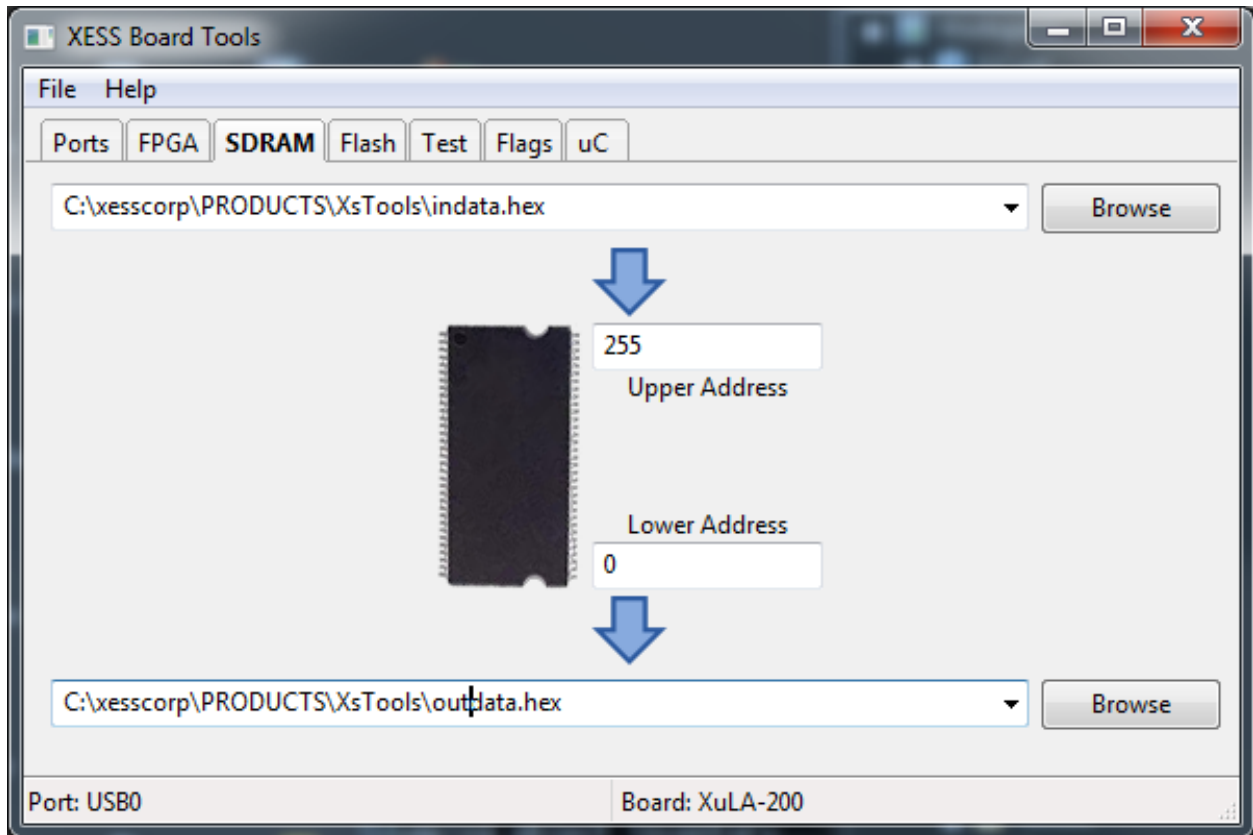 XESS Board Tools
File Help
Ports FPGA SDRAM Flash Test Flags uC
C:\xesscorp\PRODUCTS\XsTools\indata.hex Browse
255
Upper Address
Lower Address
0
C:\xesscorp\PRODUCTS\XsTools\outdata.hex Browse
Port: USB0 Board: XuLA-200